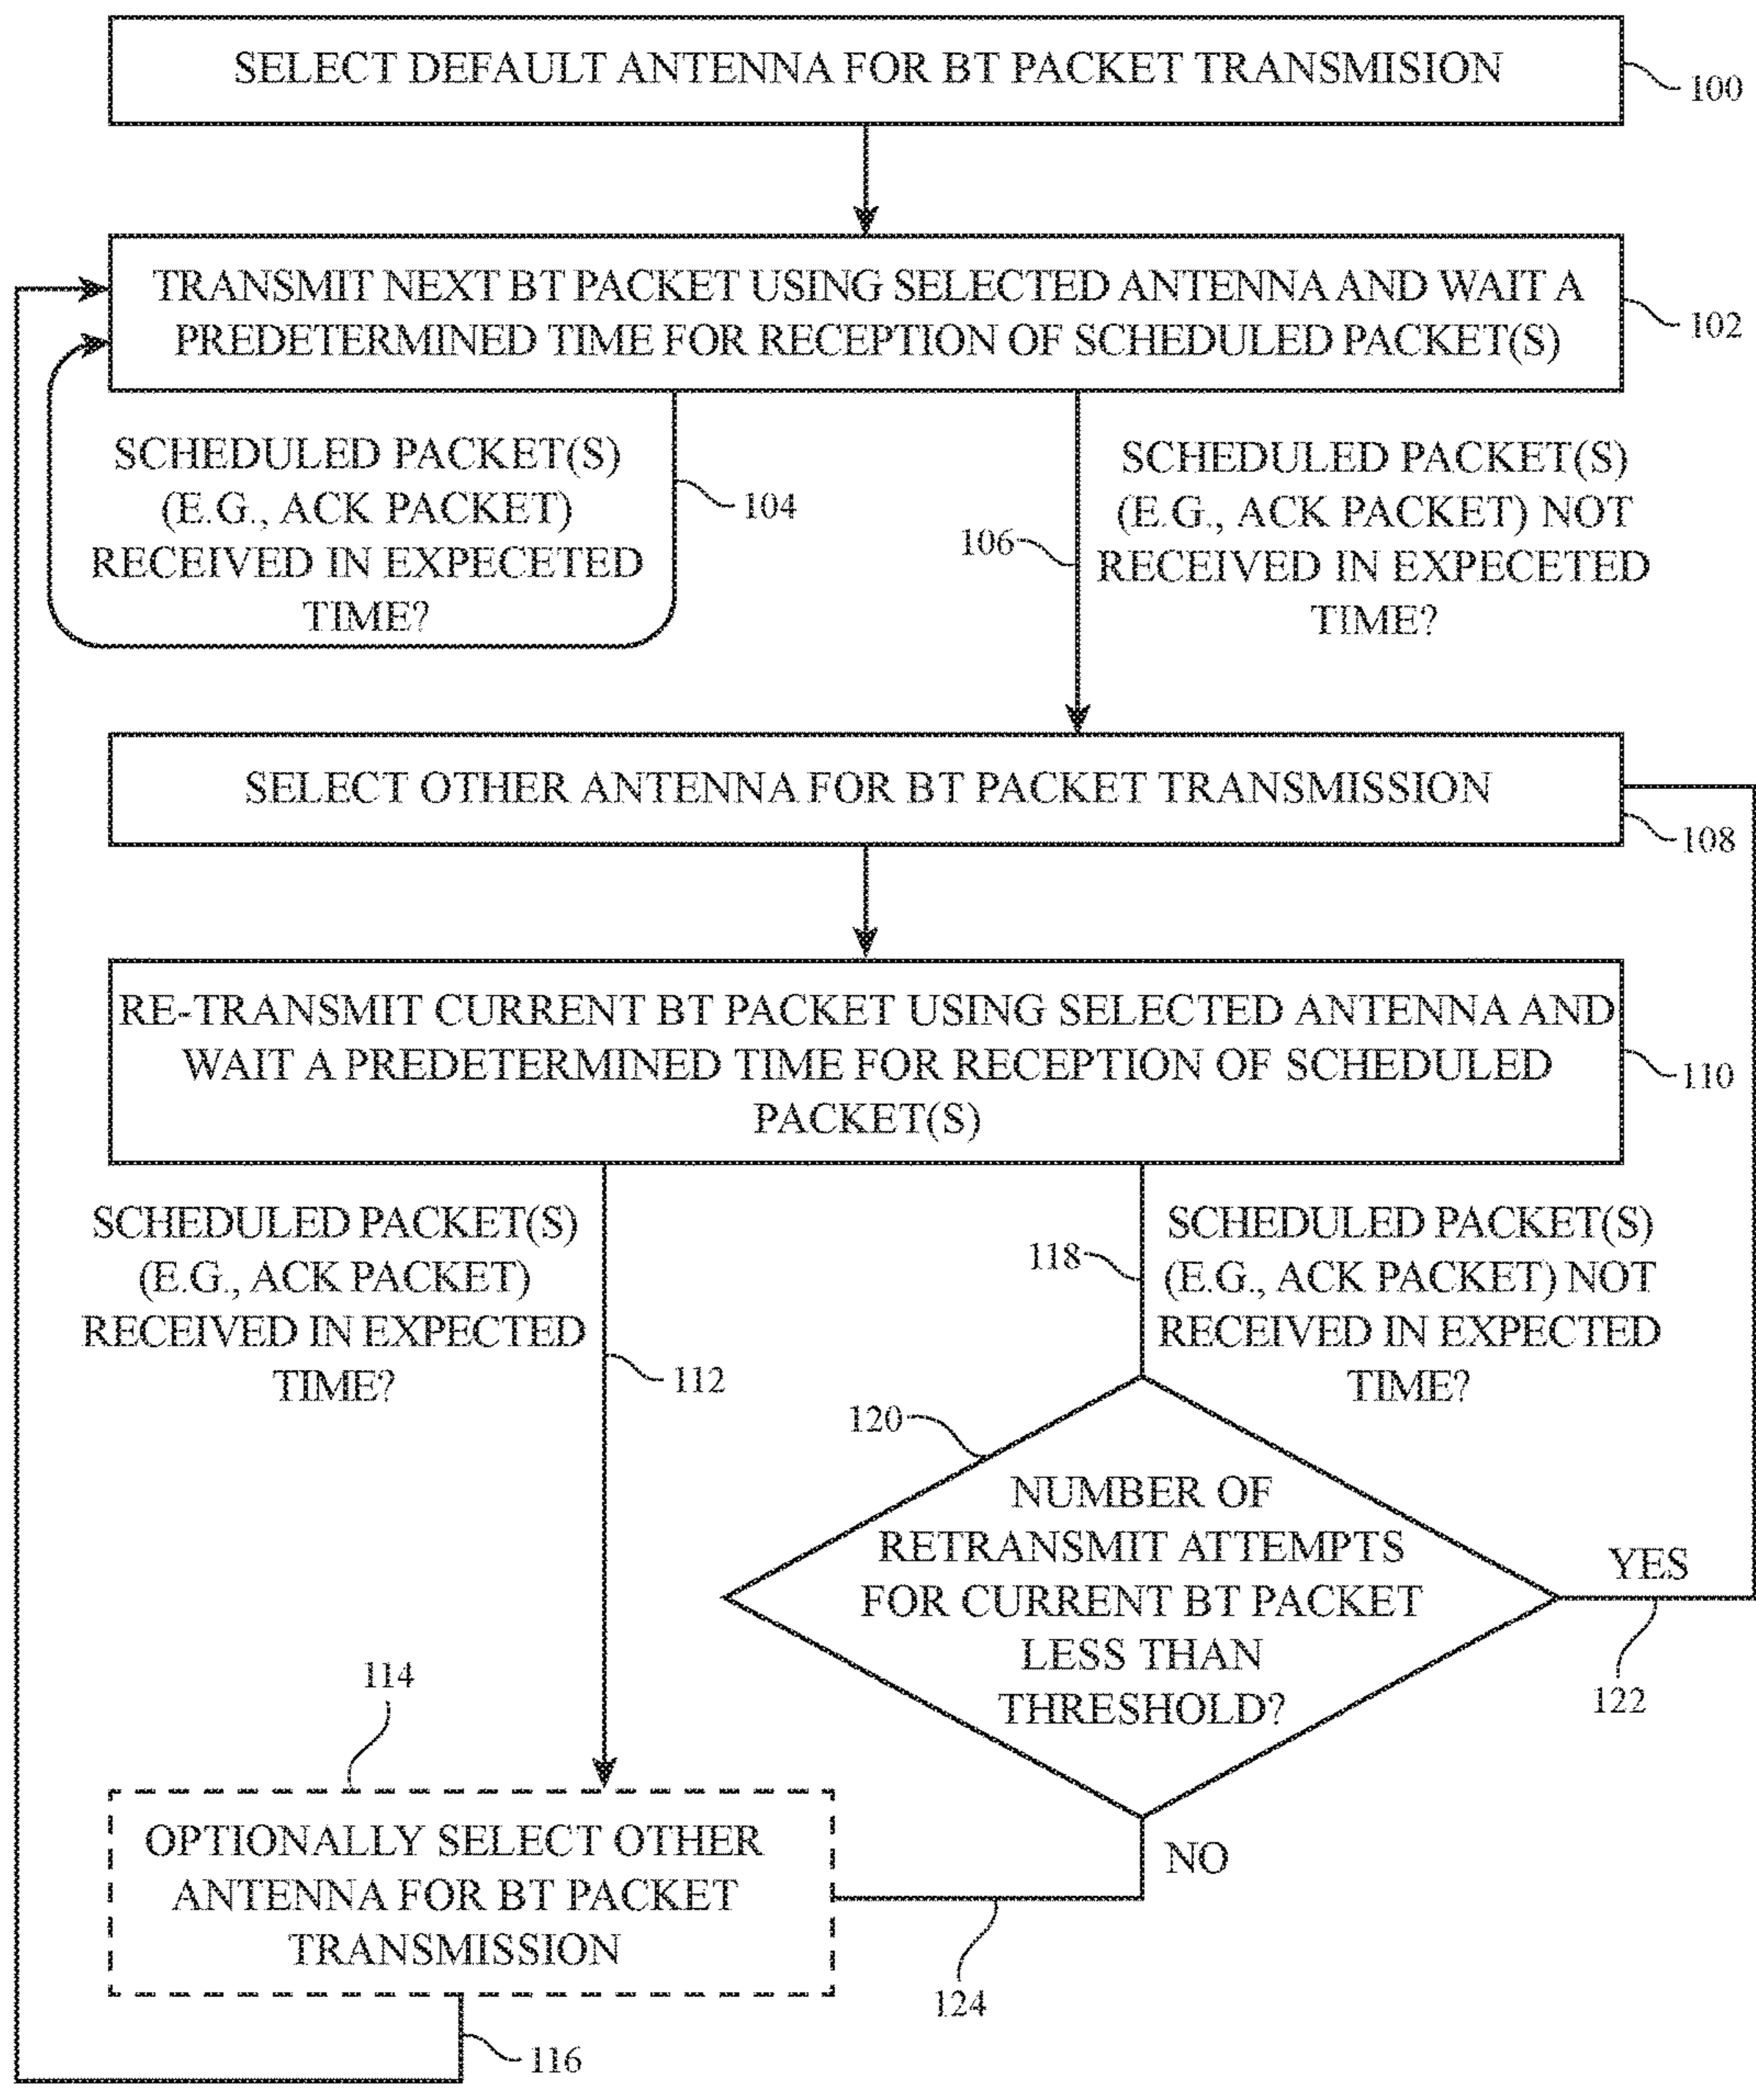 SELECT DEFAULT ANTENNA FOR BT PACKET TRANSMISION
100
TRANSMIT NEXT BT PACKET USING SELECTED ANTENNA AND WAIT A
PREDETERMINED TIME FOR RECEPTION OF SCHEDULED PACKET(S)
102
SCHEDULED PACKET(S)
(E.G., ACK PACKET)
RECEIVED IN EXPECETED
TIME?
104
106
SCHEDULED PACKET(S)
(E.G., ACK PACKET) NOT
RECEIVED IN EXPECETED
TIME?
SELECT OTHER ANTENNA FOR BT PACKET TRANSMISSION
108
RE-TRANSMIT CURRENT BT PACKET USING SELECTED ANTENNA AND
WAIT A PREDETERMINED TIME FOR RECEPTION OF SCHEDULED
PACKET(S)
110
SCHEDULED PACKET(S)
(E.G., ACK PACKET)
RECEIVED IN EXPECTED
TIME?
112
118
SCHEDULED PACKET(S)
(E.G., ACK PACKET) NOT
RECEIVED IN EXPECTED
TIME?
120
NUMBER OF
RETRANSMIT ATTEMPTS
FOR CURRENT BT PACKET
LESS THAN
THRESHOLD?
YES
122
114
OPTIONALLY SELECT OTHER
ANTENNA FOR BT PACKET
TRANSMISSION
NO
124
116